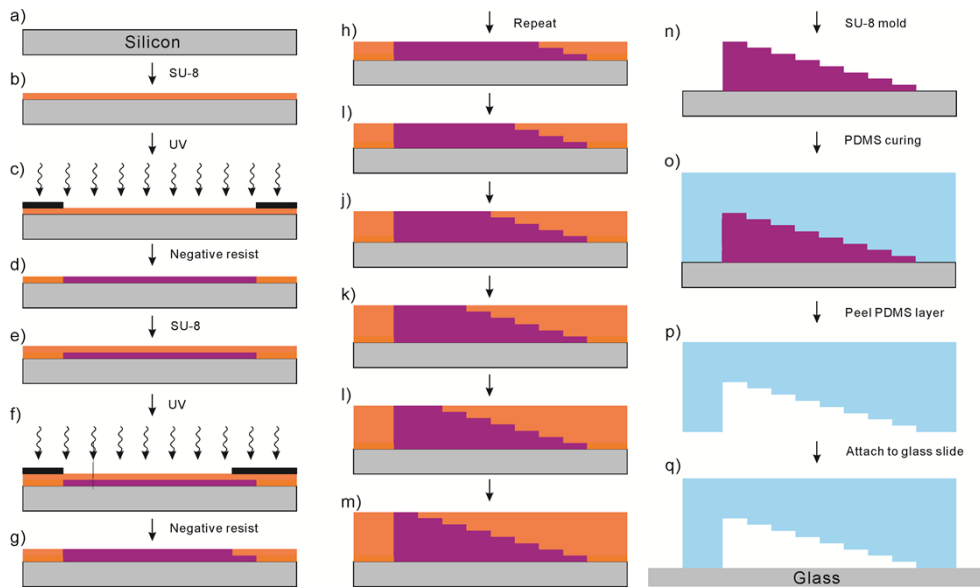 a)
Silicon
SU-8
b)
UV
c)
Negative resist
d)
SU-8
e)
UV
f)
Negative resist
g)
Repeat
h)
l)
j)
k)
l)
m)
n)
SU-8 mold
PDMS curing
o)
Peel PDMS layer
p)
Attach to glass slide
q)
Glass